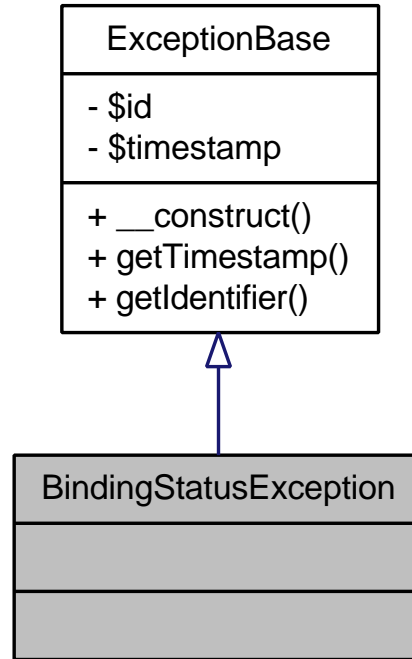 ExceptionBase
- $id
- $timestamp
+ __construct()
+ getTimestamp()
+ getIdentifier()
BindingStatusException